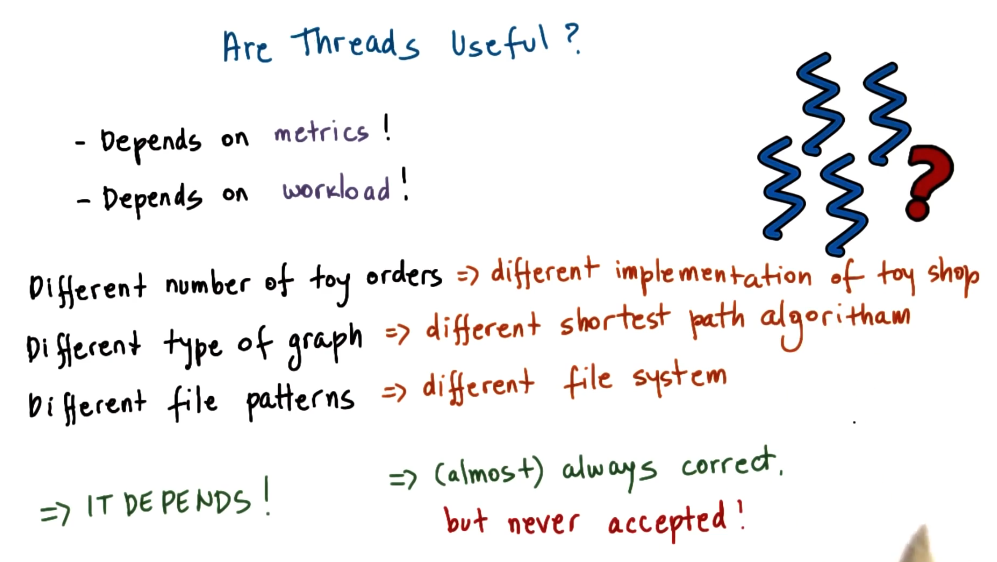 Are Threads Useful?
- Depends on metrics!
- Depends on workload!
Different number of toy orders => different implementation of toy shop
Different type of graph => different shortest path algoritham
Different file patterns => different file system
=> IT DEPENDS! => (almost) always correct,
but never accepted!
?